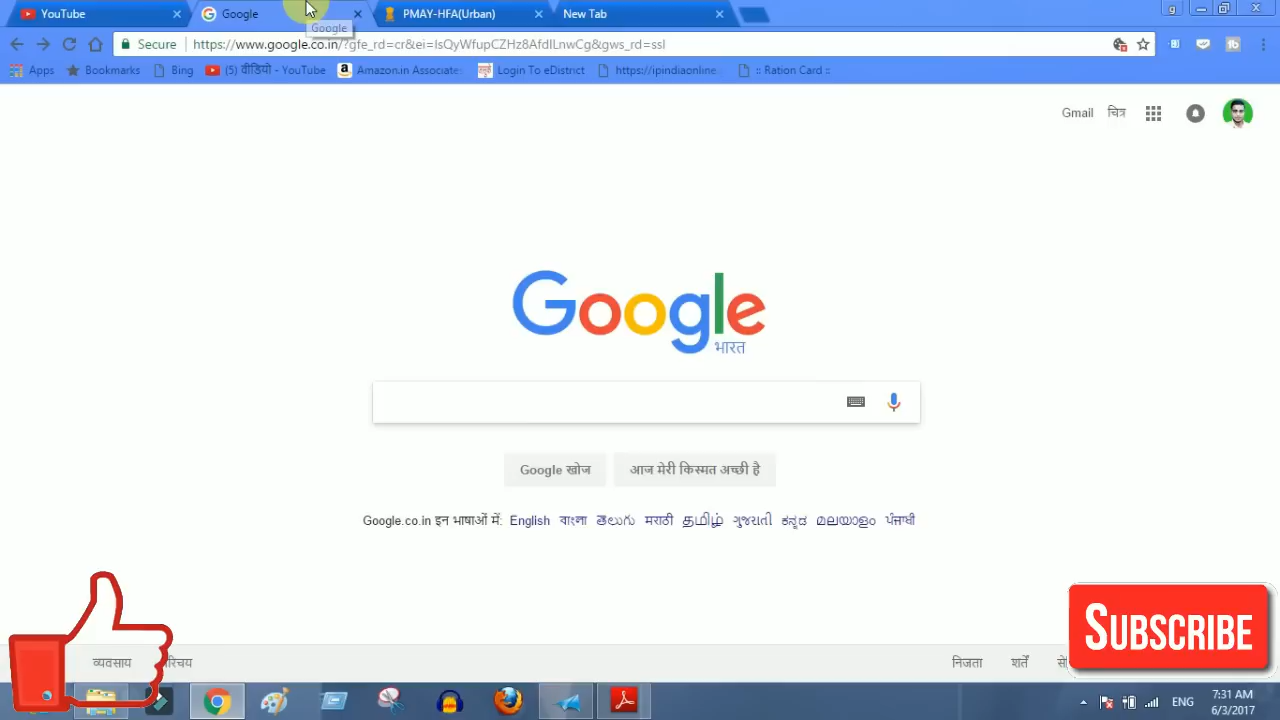 YouTube Google PMAY-HFA(Urban) New Tab
Google
Secure https://www.google.co.in/?gfe_rd=cr&ei=IsQyWfupCZHz8AfdILnwCg&gws_rd=ssl
Apps Bookmarks Bing (5) वीडियो - YouTube Amazon.in Associates Login To eDistrict https://ipindiaonline :: Ration Card ::
Gmail चित्र
Google
भारत
Google खोज आज मेरी किस्मत अच्छी है
Google.co.in इन भाषाओं में: English বাংলা తెలుగు मराठी தமிழ் ગુજરાતી ಕನ್ನಡ മലയാളം ਪੰਜਾਬੀ
SUBSCRIBE
व्यवसाय निजता शर्तें
ENG 7:31 AM
6/3/2017